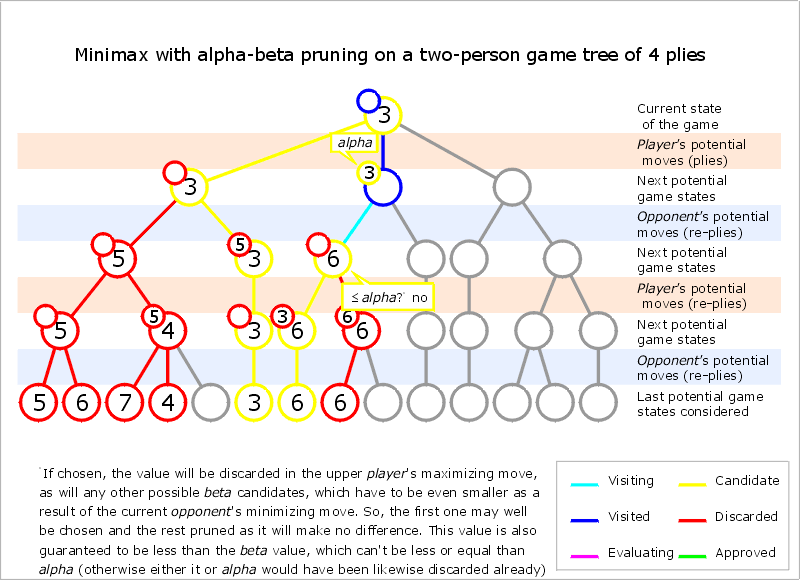 Minimax with alpha-beta pruning on a two-person game tree of 4 plies
3
Current state
of the game
alpha
Player's potential
moves (plies)
3
3
Next potential
game states
Opponent's potential
moves (re-plies)
5
5
3
6
Next potential
game states
≤ alpha?* no
Player's potential
moves (re-plies)
5
5
4
3
3
6
6
6
Next potential
game states
Opponent's potential
moves (re-plies)
5
6
7
4
3
6
6
Last potential game
states considered
*If chosen, the value will be discarded in the upper player's maximizing move,
as will any other possible beta candidates, which have to be even smaller as a
result of the current opponent's minimizing move. So, the first one may well
be chosen and the rest pruned as it will make no difference. This value is also
guaranteed to be less than the beta value, which can't be less or equal than
alpha (otherwise either it or alpha would have been likewise discarded already)
Visiting
Candidate
Visited
Discarded
Evaluating
Approved